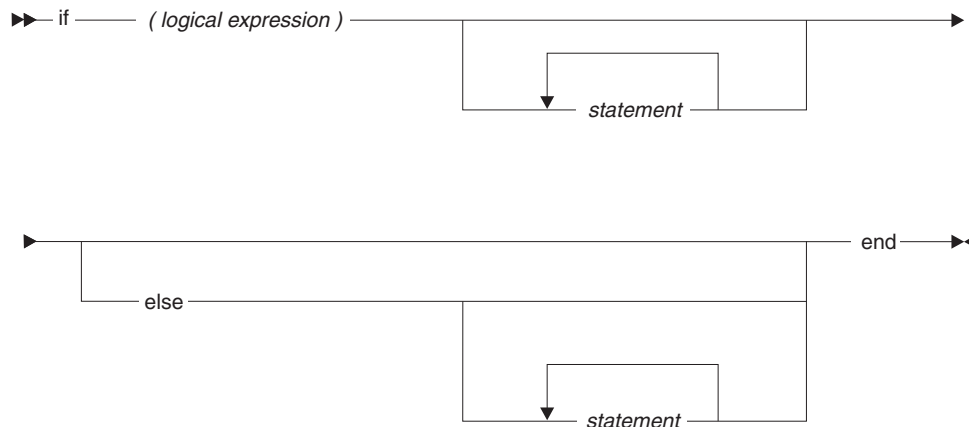 if ( logical expression )
statement
end
else
statement